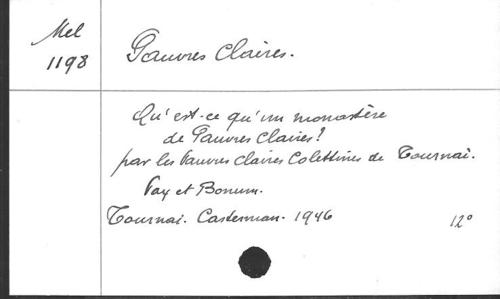 Mel
1198
Pauvres Claires.
Qu'est-ce qu'un monastère
de Pauvres Claires?
par les Pauvres Claires Colettines de Tournai.
Pax et Bonum.
Tournai. Casterman. 1946
12°